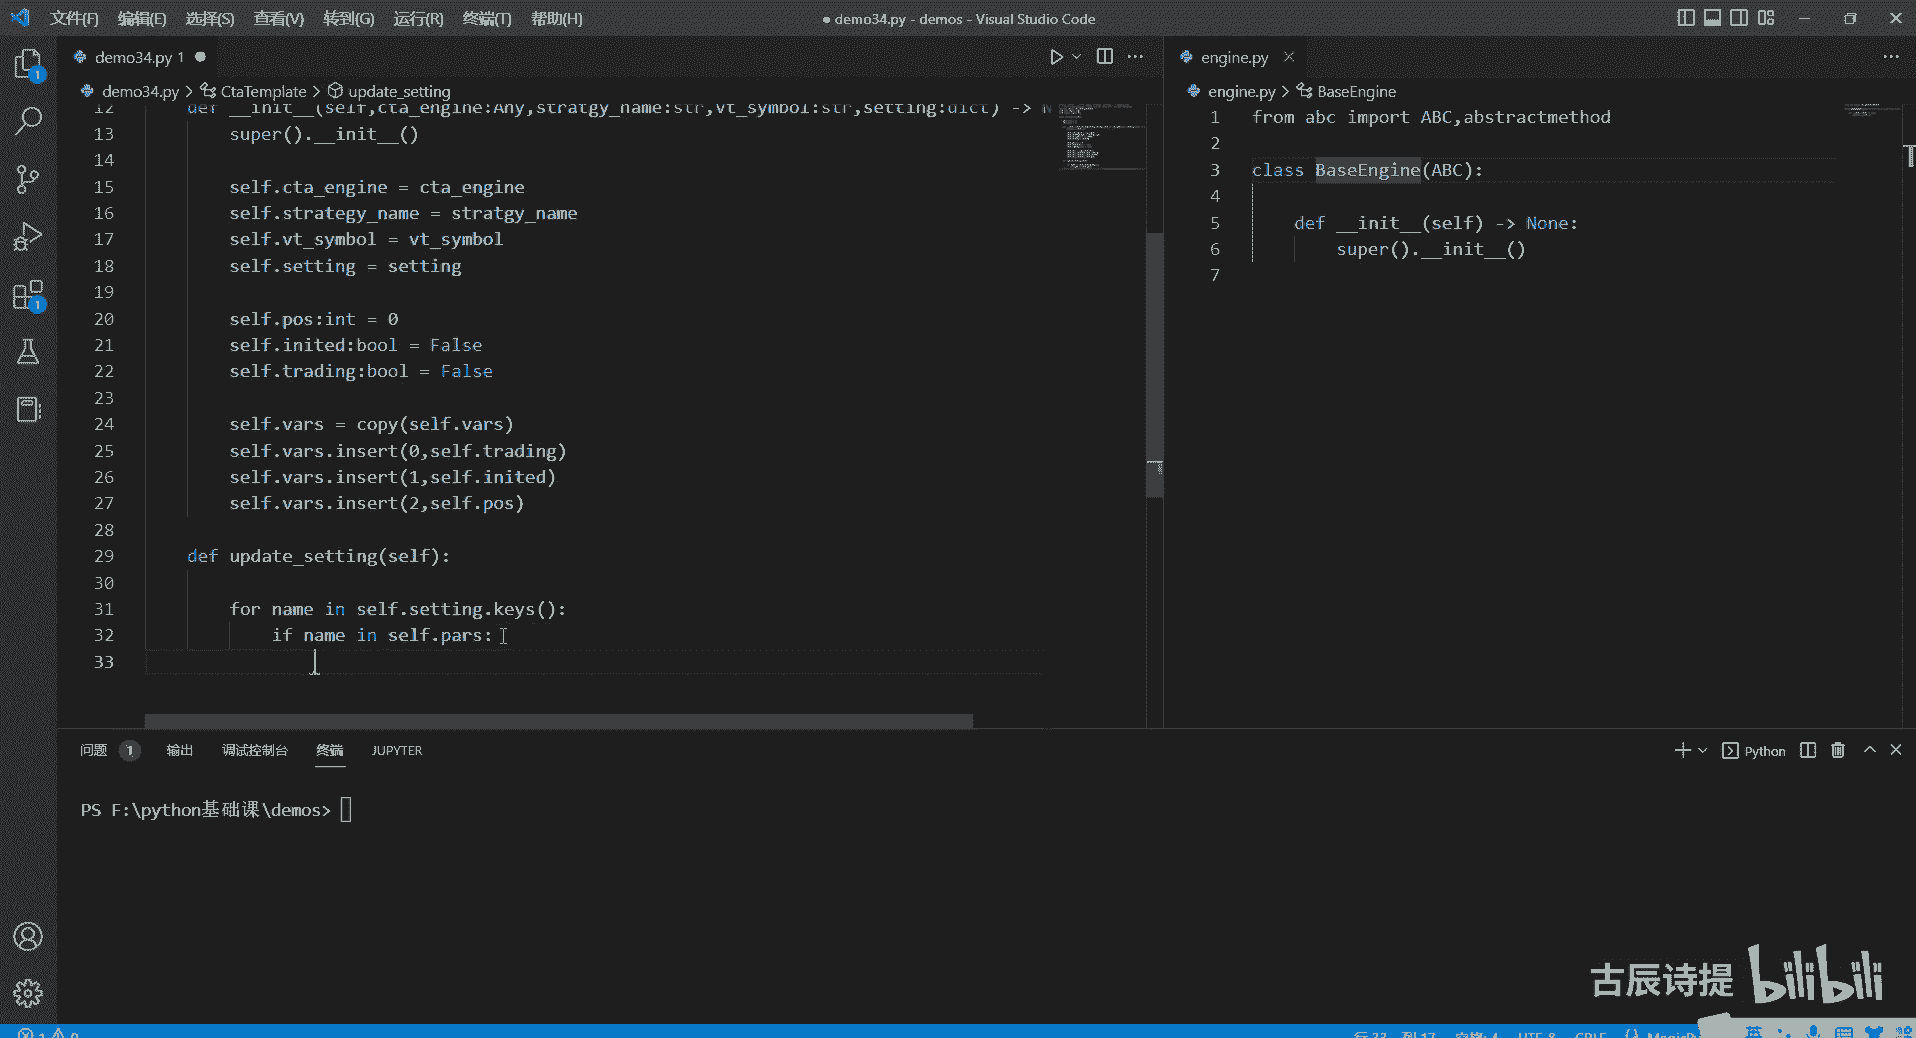 文件(F) 编辑(E) 选择(S) 查看(V) 转到(G) 运行(R) 终端(T) 帮助(H)
● demo34.py - demos - Visual Studio Code
demo34.py 1 ●
demo34.py > CtaTemplate > update_setting
12 def __init__(self,cta_engine:Any,stratgy_name:str,vt_symbol:str,setting:dict) -> N
13 super().__init__()
14
15 self.cta_engine = cta_engine
16 self.strategy_name = stratgy_name
17 self.vt_symbol = vt_symbol
18 self.setting = setting
19
20 self.pos:int = 0
21 self.inited:bool = False
22 self.trading:bool = False
23
24 self.vars = copy(self.vars)
25 self.vars.insert(0,self.trading)
26 self.vars.insert(1,self.inited)
27 self.vars.insert(2,self.pos)
28
29 def update_setting(self):
30
31 for name in self.setting.keys():
32 if name in self.pars:
33
engine.py
engine.py > BaseEngine
1 from abc import ABC,abstractmethod
2
3 class BaseEngine(ABC):
4
5 def __init__(self) -> None:
6 super().__init__()
7
问题 1 输出 调试控制台 终端 JUPYTER
Python
PS F:\python基础课\demos>
古辰诗提 bilibili
行 33, 列 17 空格: 4 UTF-8 CRLF
英